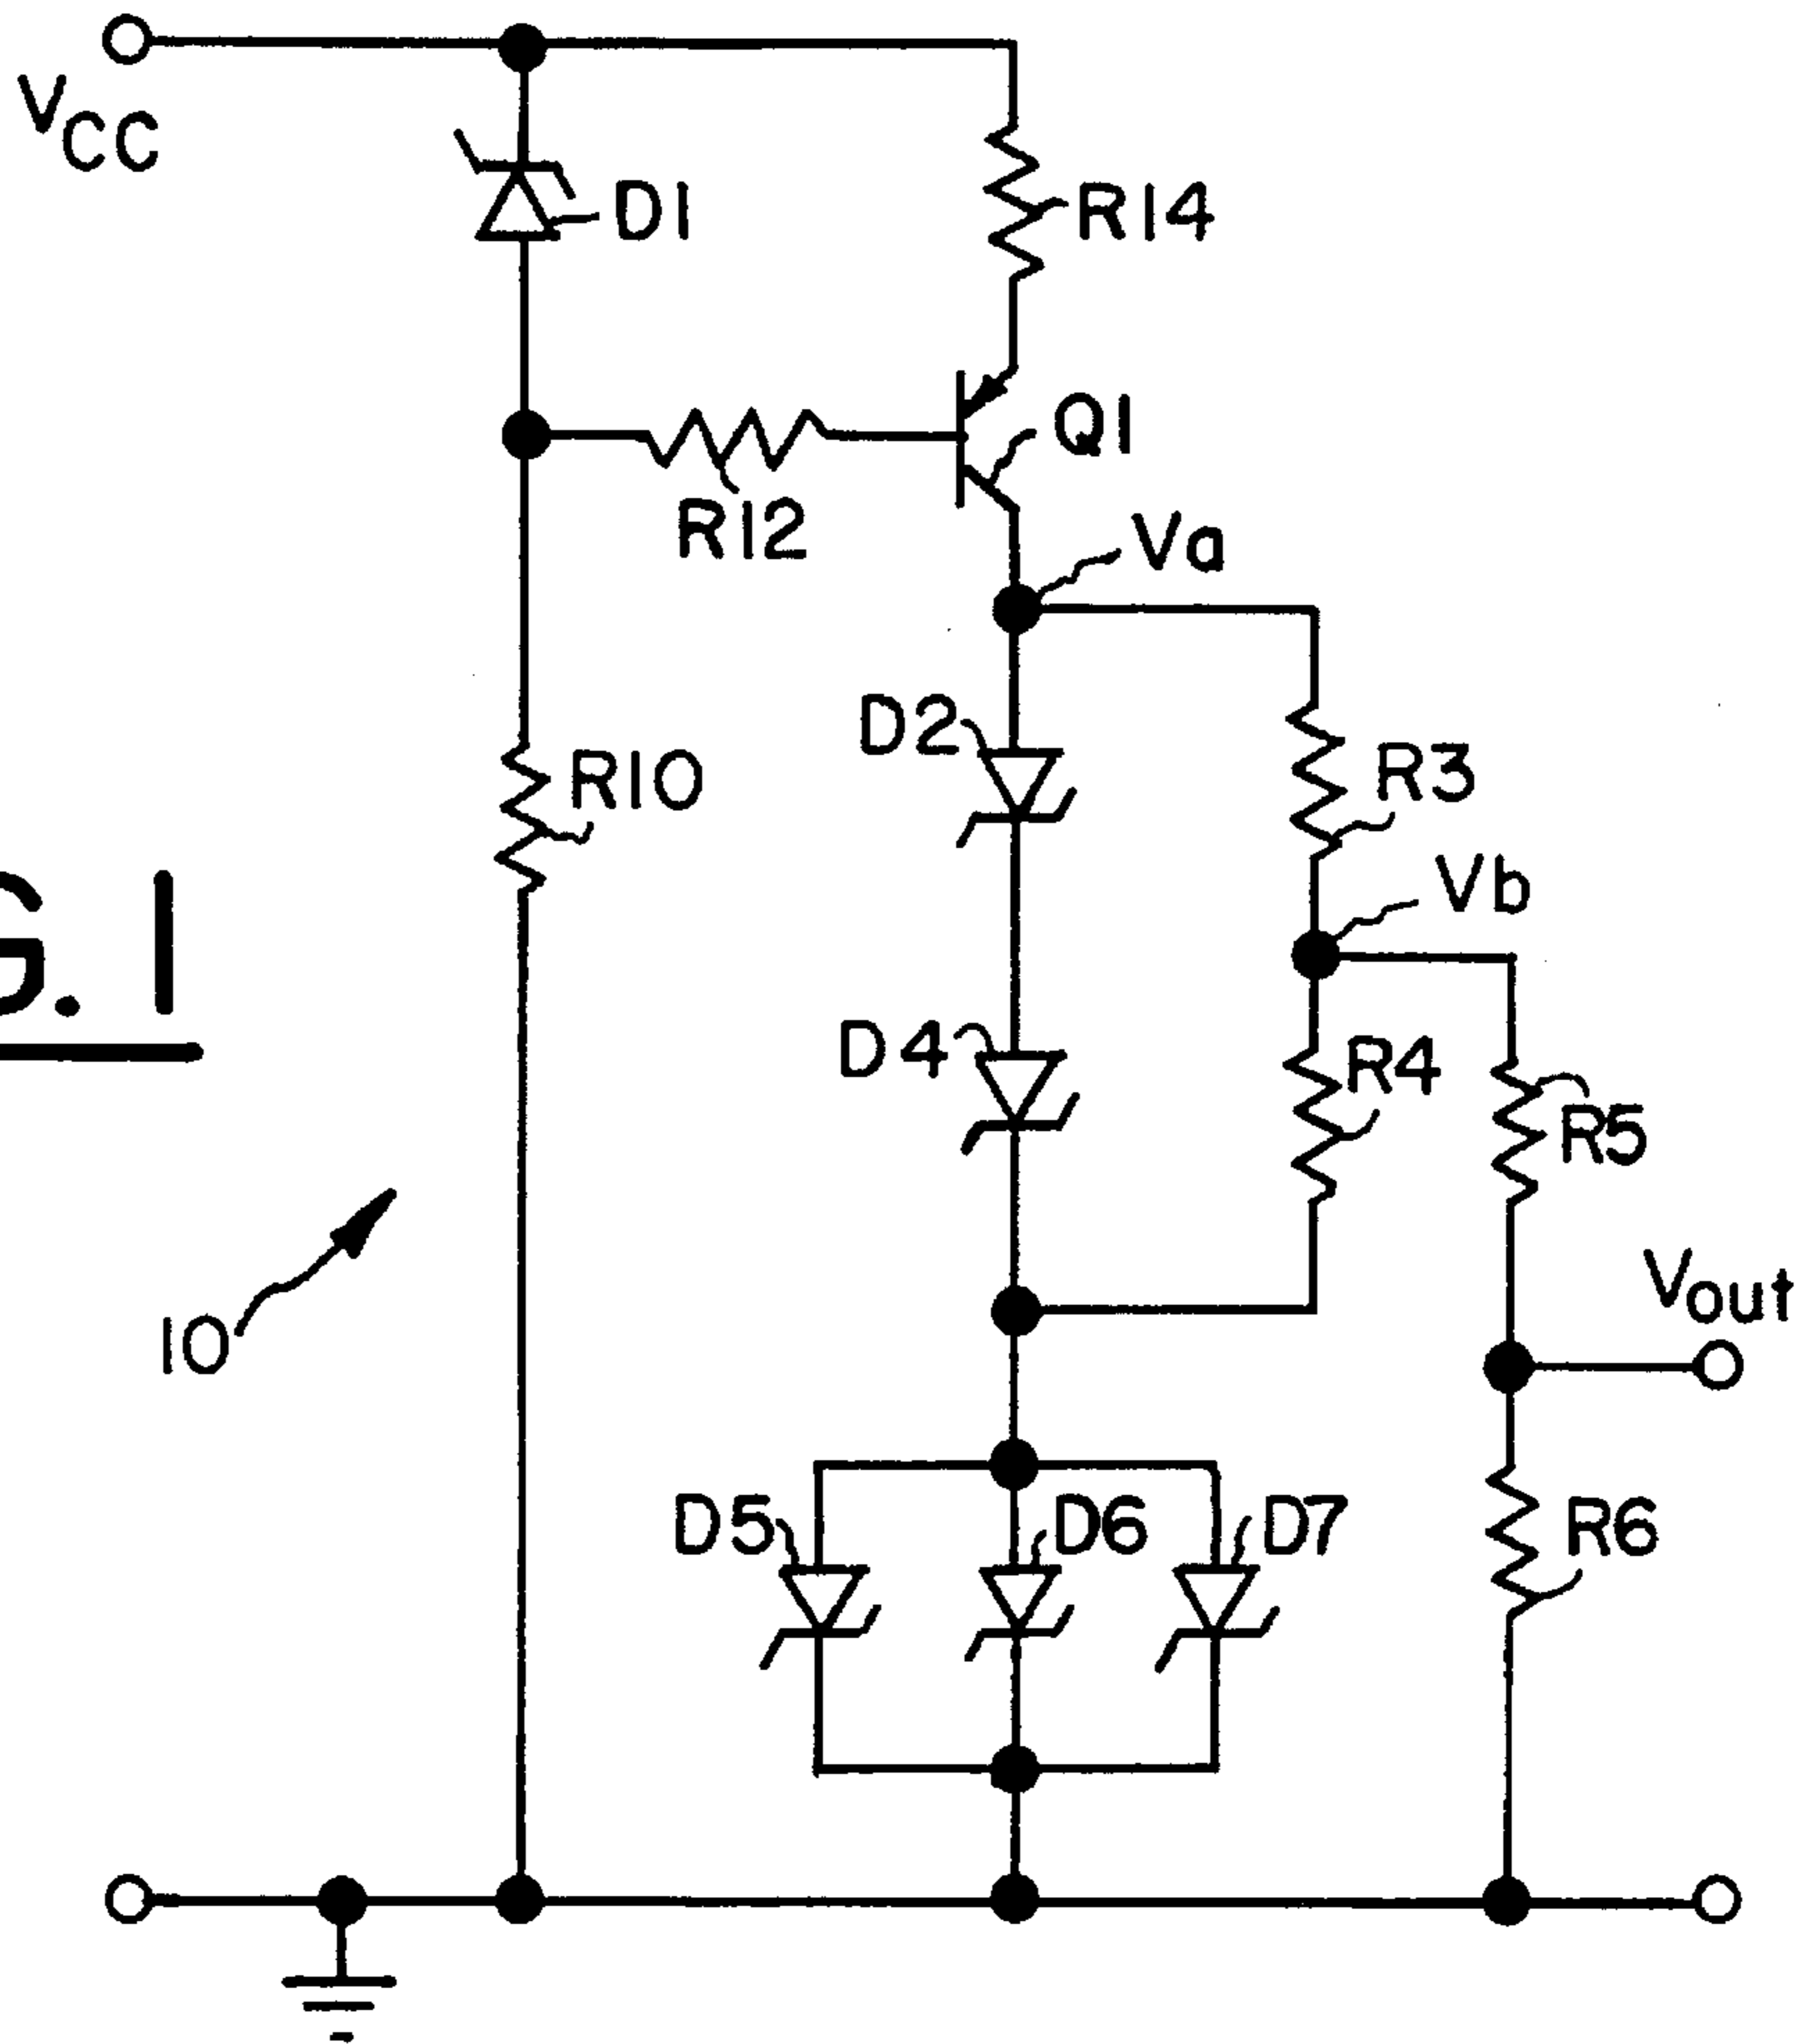 VCC
D1
R14
Q1
R12
Va
D2
R10
R3
Vb
G. 1
D4
R4
R5
Vout
10
D5
D6
D7
R6